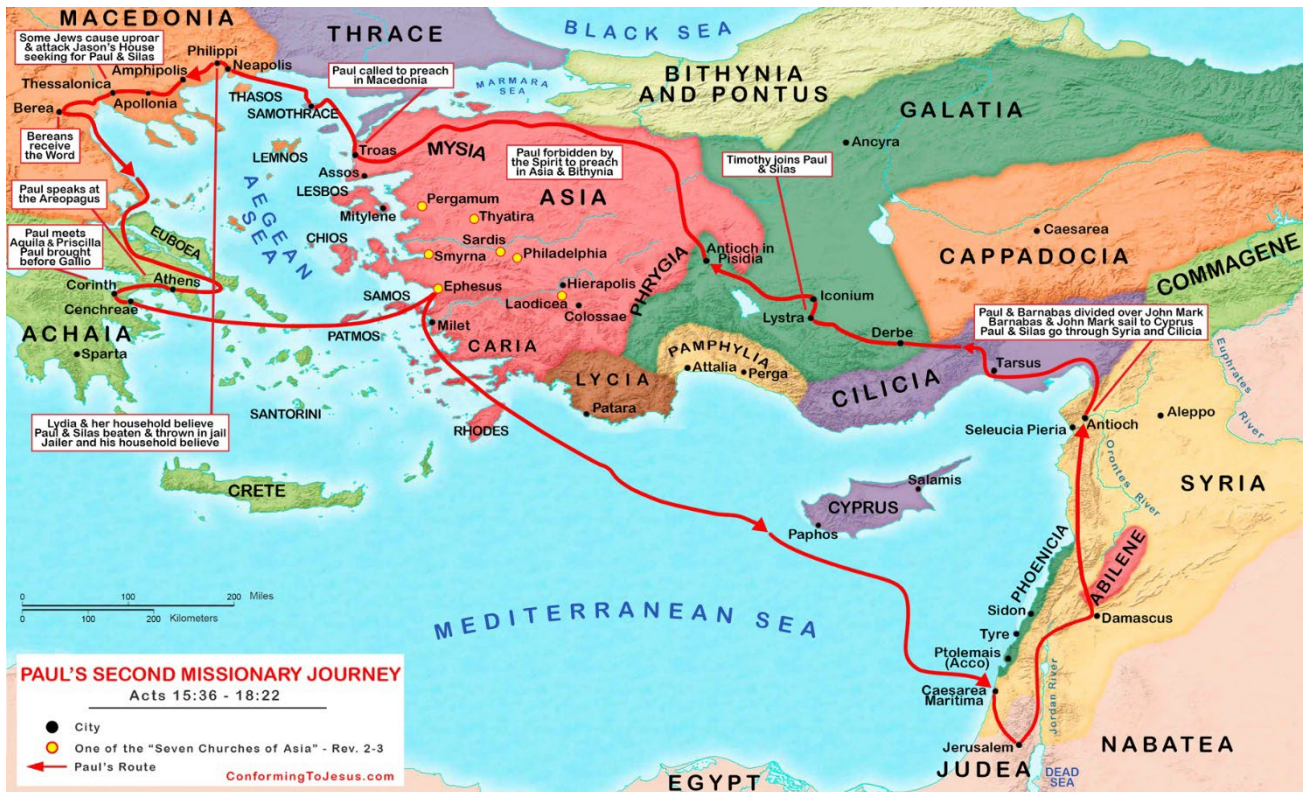 MACEDONIA
THRACE
BLACK SEA
Some Jews cause uproar
& attack Jason's House
seeking for Paul & Silas
Philippi
Neapolis
Amphipolis
Thessalonica
Apollonia
Berea
Paul called to preach
in Macedonia
MARMARA
SEA
BITHYNIA
AND PONTUS
GALATIA
THASOS
SAMOTHRACE
Bereans
receive
the Word
LEMNOS
Troas
MYSIA
Assos
LESBOS
Mitylene
Paul forbidden by
the Spirit to preach
in Asia & Bithynia
Timothy joins Paul
& Silas
Ancyra
Paul speaks at
the Areopagus
AEGEAN
SEA
ASIA
Pergamum
Thyatira
Sardis
Philadelphia
Smyrna
CHIOS
EUBOEA
Paul meets
Aquila & Priscilla
Paul brought
before Gallio
Athens
Corinth
Cenchreae
ACHAIA
Sparta
SAMOS
Ephesus
Hierapolis
Laodicea
Colossae
PHRYGIA
Antioch in
Pisidia
Iconium
Lystra
Derbe
CAPPADOCIA
Caesarea
COMMAGENE
PATMOS
Milet
CARIA
LYCIA
Patara
PAMPHYLIA
Attalia
Perga
CILICIA
Tarsus
Paul & Barnabas divided over John Mark
Barnabas & John Mark sail to Cyprus
Paul & Silas go through Syria and Cilicia
Euphrates
River
SANTORINI
RHODES
Lydia & her household believe
Paul & Silas beaten & thrown in jail
Jailer and his household believe
CRETE
Antioch
Seleucia Pieria
Aleppo
Orontes
River
SYRIA
CYPRUS
Salamis
Paphos
MEDITERRANEAN SEA
PHOENICIA
ABILENE
Sidon
Tyre
Ptolemais
(Acco)
Damascus
Caesarea
Maritima
Jordan River
Jerusalem
JUDEA
DEAD
SEA
NABATEA
EGYPT
0 100 200 Miles
0 100 200 Kilometers
PAUL'S SECOND MISSIONARY JOURNEY
Acts 15:36 - 18:22
City
One of the "Seven Churches of Asia" - Rev. 2-3
Paul's Route
ConformingToJesus.com